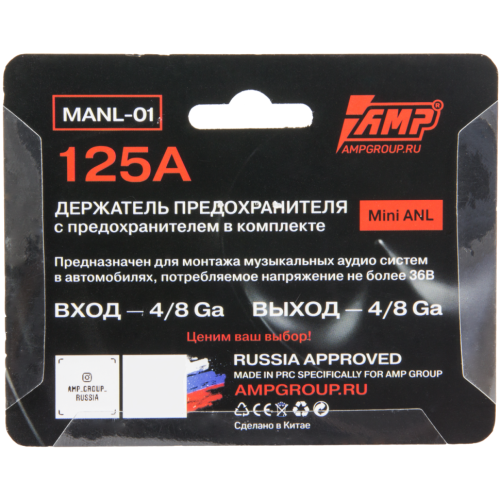 MANL-01
AMP®
AMPGROUP.RU
125A
ДЕРЖАТЕЛЬ ПРЕДОХРАНИТЕЛЯ
с предохранителем в комплекте
Mini ANL
Предназначен для монтажа музыкальных аудио систем
в автомобилях, потребляемое напряжение не более 36В
ВХОД — 4/8 Ga ВЫХОД — 4/8 Ga
Ценим ваш выбор!
AMP_GROUP_
RUSSIA
RUSSIA APPROVED
MADE IN PRC SPECIFICALLY FOR AMP GROUP
AMPGROUP.RU
CE
Сделано в Китае